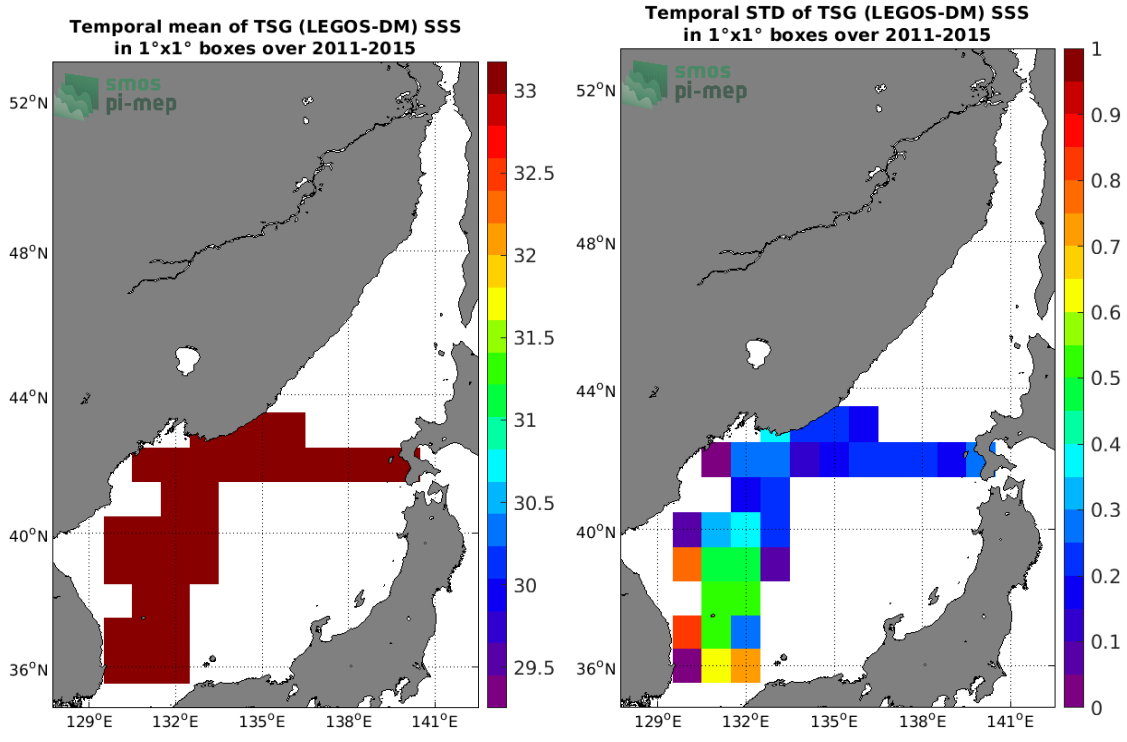 Temporal mean of TSG (LEGOS-DM) SSS
in 1°x1° boxes over 2011-2015
smos
pi-mep
52°N
48°N
44°N
40°N
36°N
129°E
132°E
135°E
138°E
141°E
33
32.5
32
31.5
31
30.5
30
29.5
Temporal STD of TSG (LEGOS-DM) SSS
in 1°x1° boxes over 2011-2015
smos
pi-mep
52°N
48°N
44°N
40°N
36°N
129°E
132°E
135°E
138°E
141°E
1
0.9
0.8
0.7
0.6
0.5
0.4
0.3
0.2
0.1
0